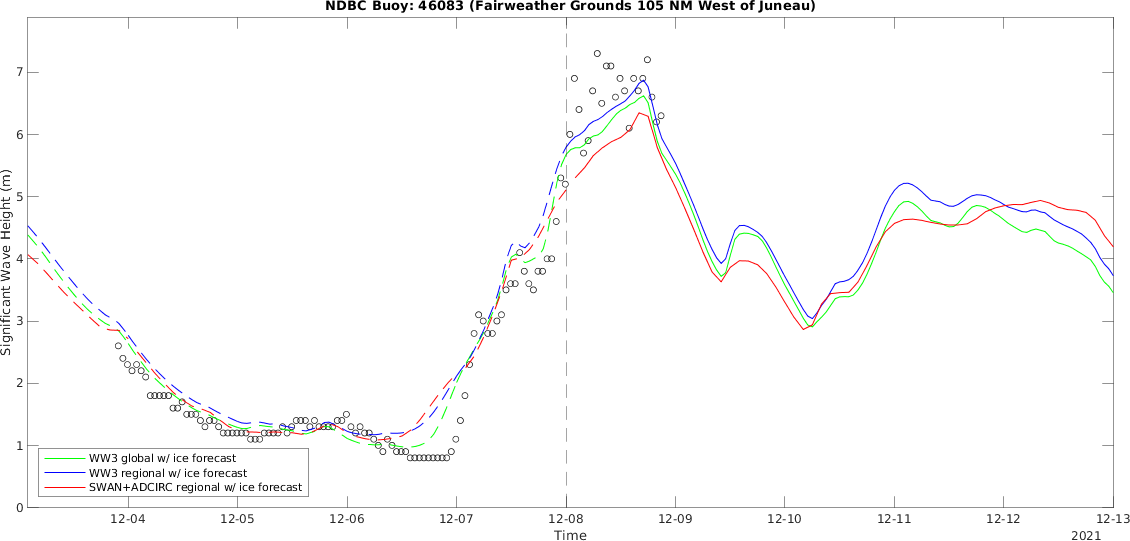 NDBC Buoy: 46083 (Fairweather Grounds 105 NM West of Juneau)
7
6
5
4
3
2
1
0
Significant Wave Height (m)
WW3 global w/ ice forecast
WW3 regional w/ ice forecast
SWAN+ADCIRC regional w/ ice forecast
12-04 12-05 12-06 12-07 12-08 12-09 12-10 12-11 12-12 12-13
Time
2021